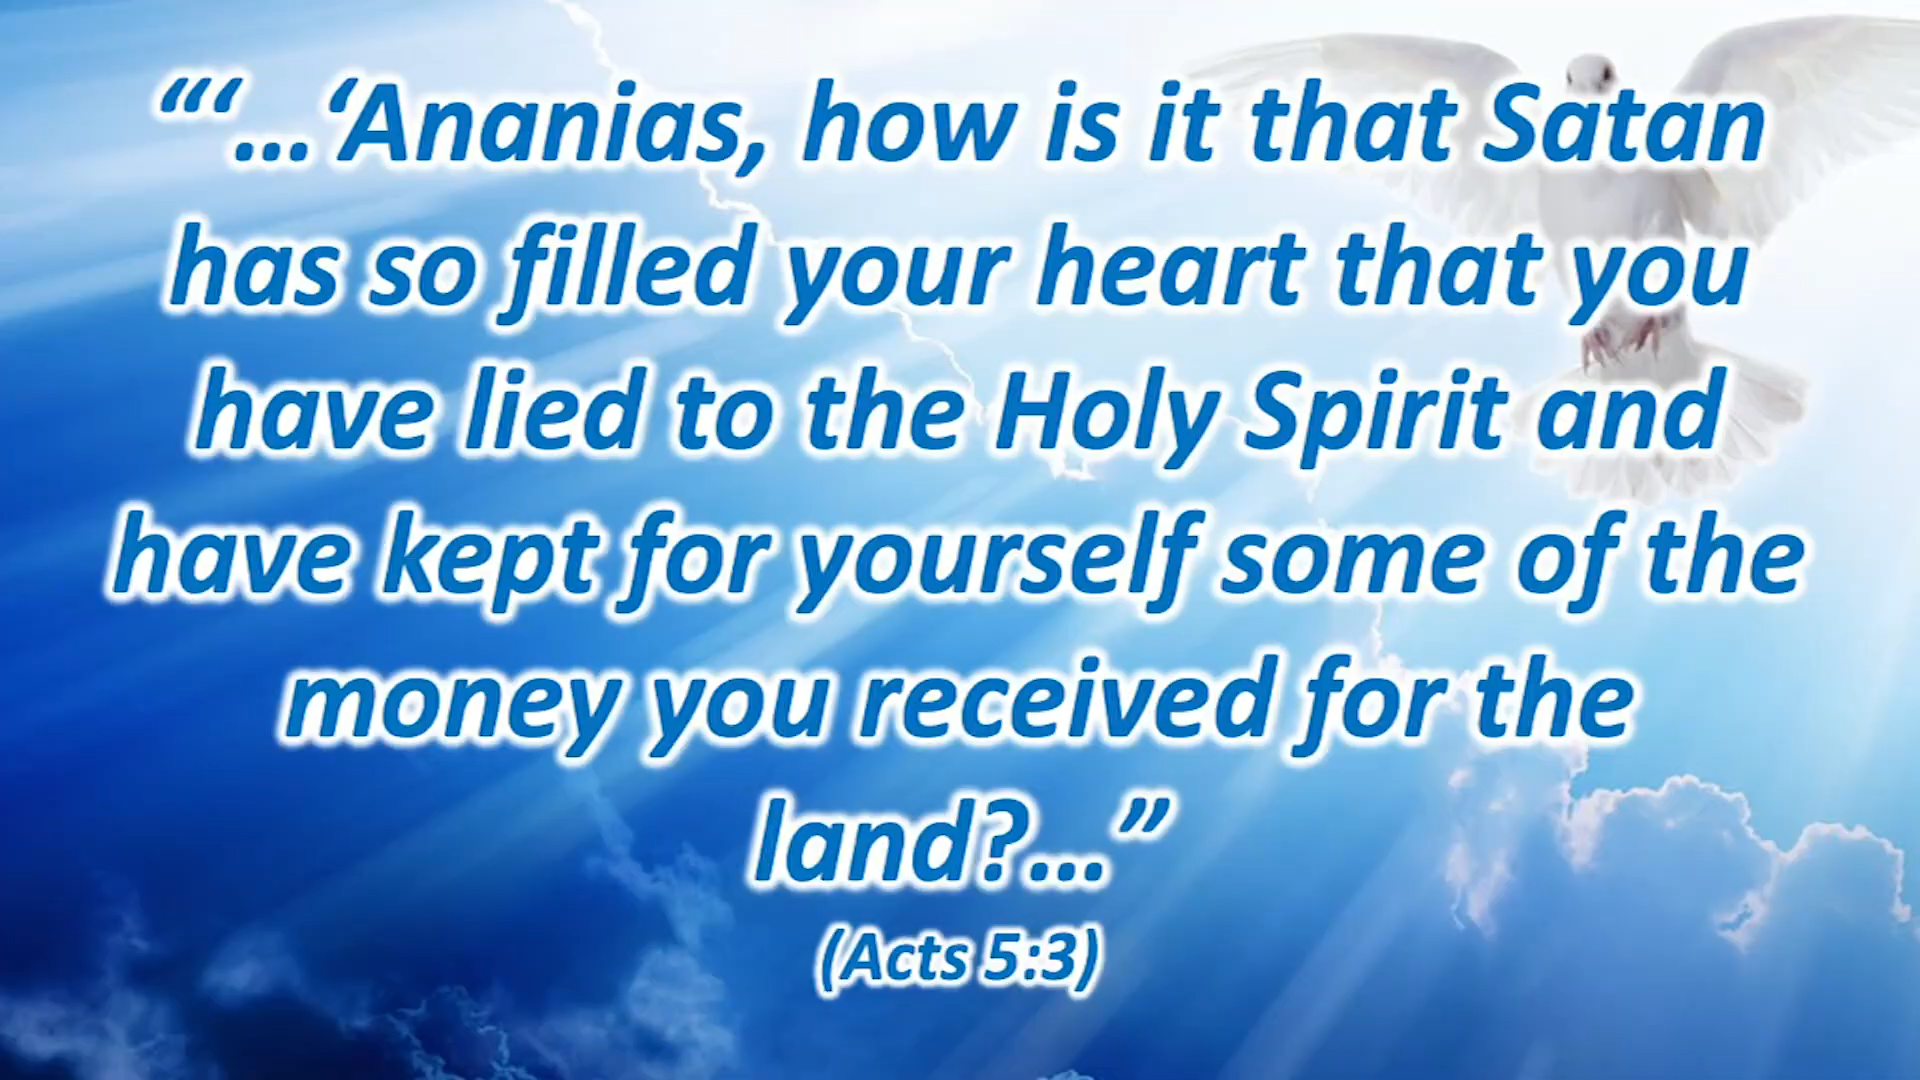 “‘…‘Ananias, how is it that Satan
has so filled your heart that you
have lied to the Holy Spirit and
have kept for yourself some of the
money you received for the
land?…”
(Acts 5:3)